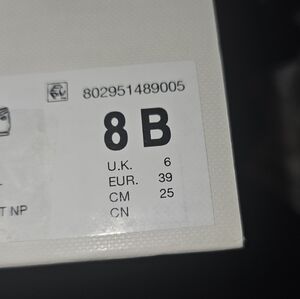 802951489005
8 B
U.K. 6
EUR. 39
CM 25
CN
T NP